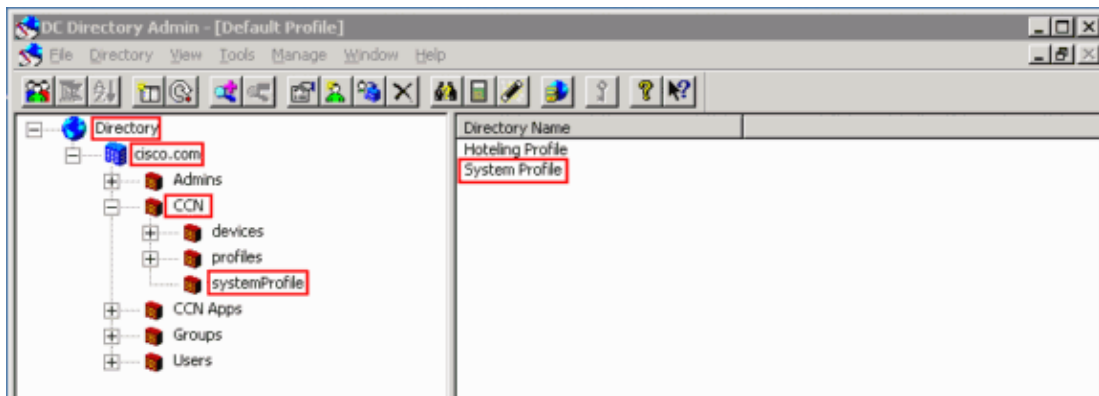 DC Directory Admin - [Default Profile]
File Directory View Tools Manage Window Help
Directory
cisco.com
Admins
CCN
devices
profiles
systemProfile
CCN Apps
Groups
Users
Directory Name
Hoteling Profile
System Profile